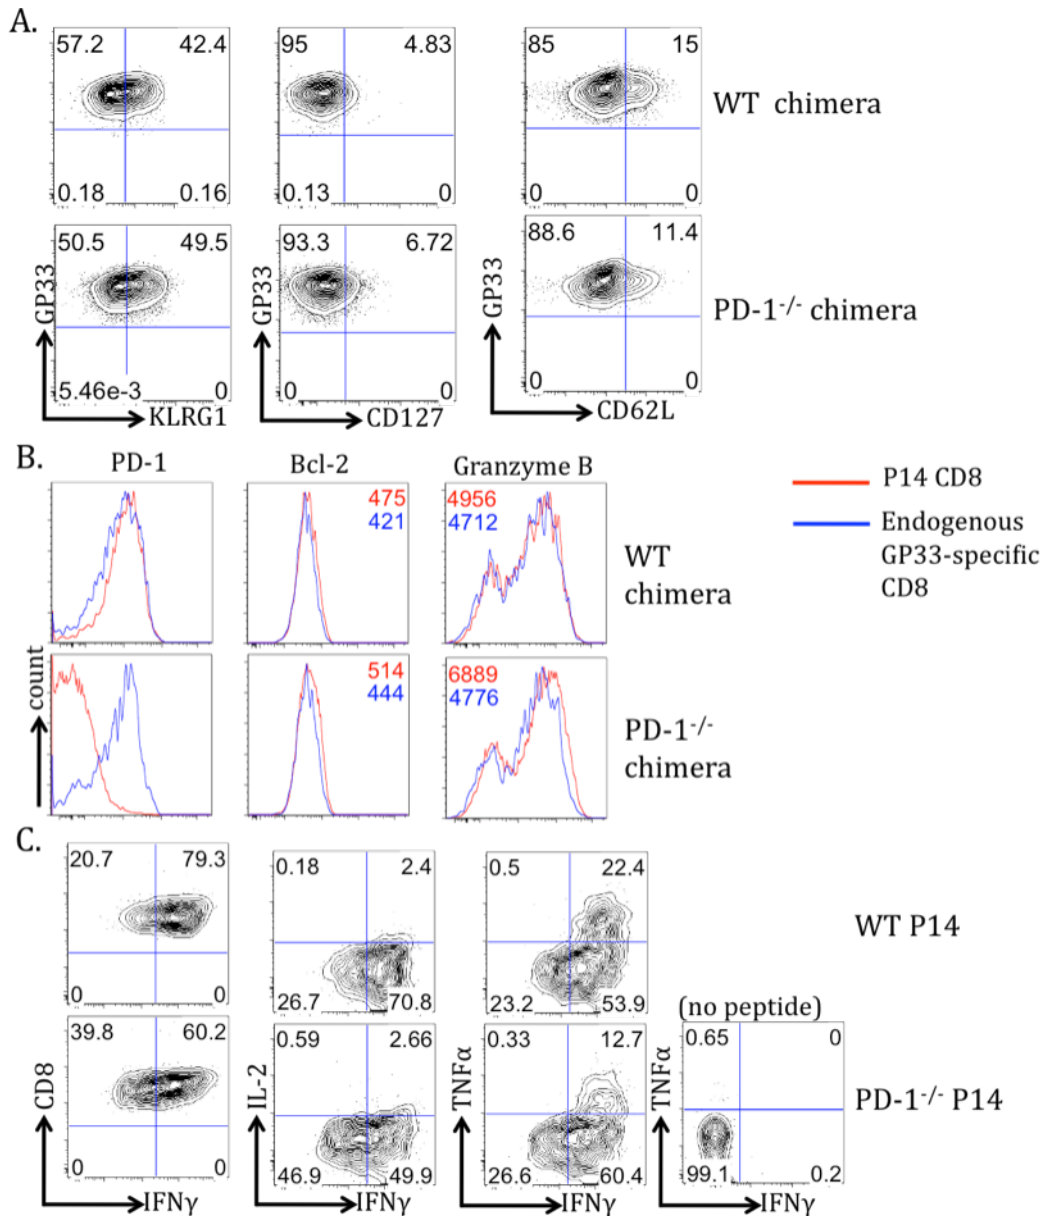 A.
57.2 42.4
95 4.83
85 15
0.18 0.16
0.13 0
0 0
WT chimera
50.5 49.5
93.3 6.72
88.6 11.4
5.46e-3 0
0 0
0 0
GP33
GP33
GP33
KLRG1
CD127
CD62L
PD-1-/- chimera
B.
PD-1
Bcl-2
Granzyme B
475
421
4956
4712
WT
chimera
P14 CD8
Endogenous
GP33-specific
CD8
514
444
6889
4776
count
PD-1-/-
chimera
C.
20.7 79.3
0 0
0.18 2.4
26.7 70.8
0.5 22.4
23.2 53.9
WT P14
39.8 60.2
0 0
0.59 2.66
46.9 49.9
0.33 12.7
26.6 60.4
(no peptide)
0.65 0
99.1 0.2
CD8
IL-2
TNFα
TNFα
IFNγ
IFNγ
IFNγ
IFNγ
PD-1-/- P14